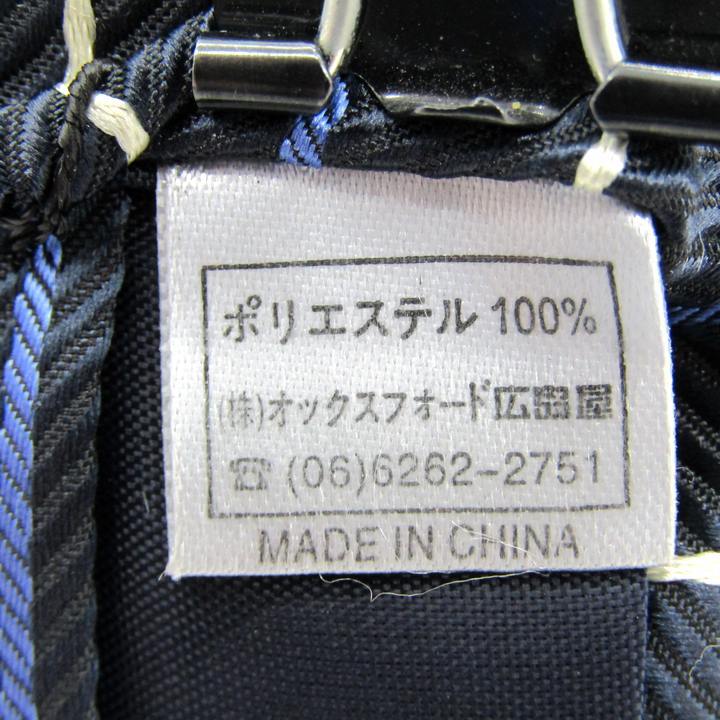 ポリエステル 100%
(株)オックスフォード広島屋
☎ (06)6262-2751
MADE IN CHINA